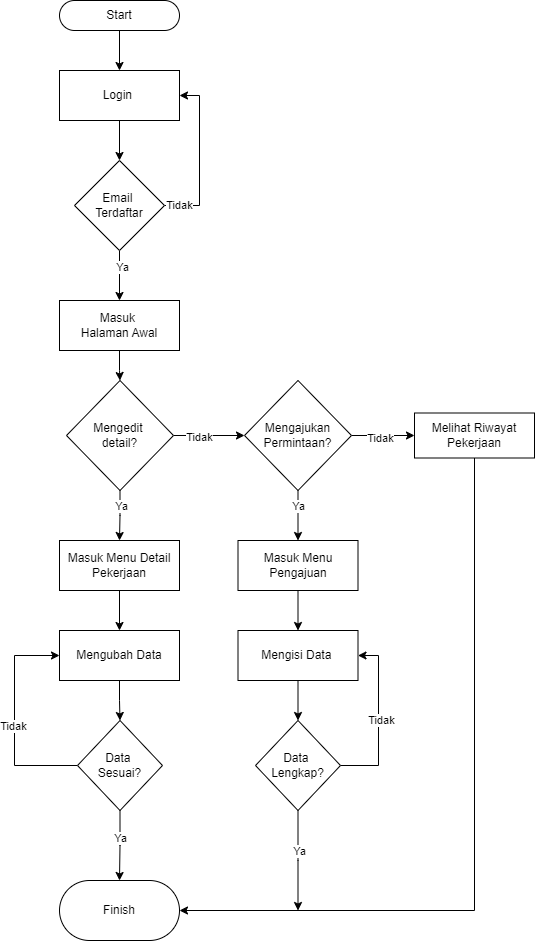 Start
Login
Email
Terdaftar
Tidak
Ya
Masuk
Halaman Awal
Mengedit
detail?
Tidak
Mengajukan
Permintaan?
Tidak
Melihat Riwayat
Pekerjaan
Ya
Ya
Masuk Menu Detail
Pekerjaan
Masuk Menu
Pengajuan
Mengubah Data
Mengisi Data
Tidak
Tidak
Data
Sesuai?
Data
Lengkap?
Ya
Ya
Finish